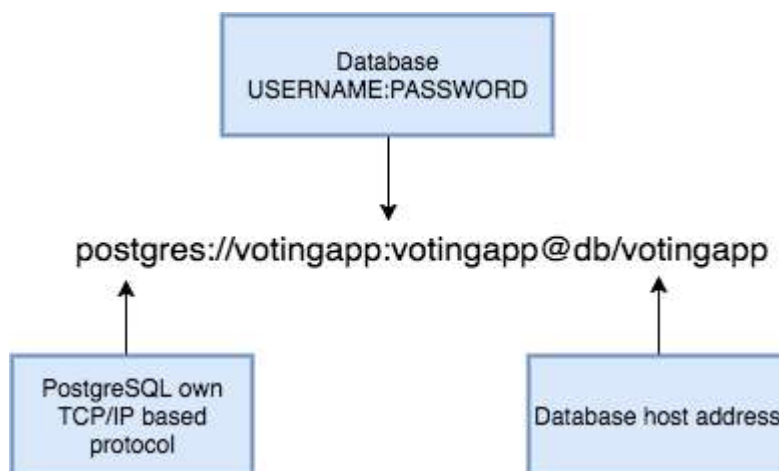 Database
USERNAME:PASSWORD
postgres://votingapp:votingapp@db/votingapp
PostgreSQL own
TCP/IP based
protocol
Database host address